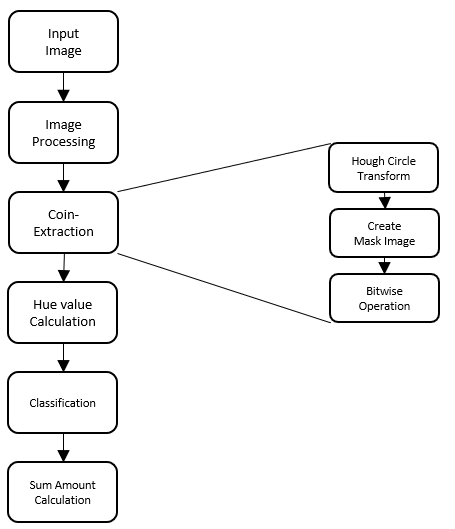 Input
Image
Image
Processing
Coin-
Extraction
Hue value
Calculation
Classification
Sum Amount
Calculation
Hough Circle
Transform
Create
Mask Image
Bitwise
Operation